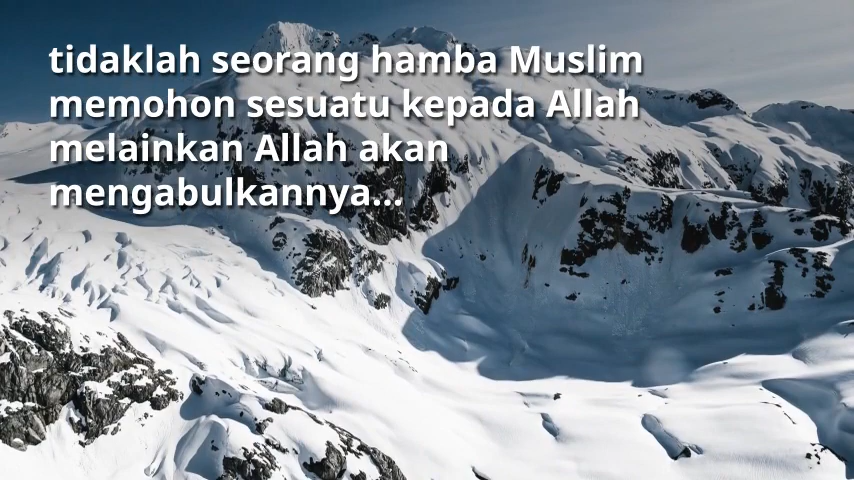 tidaklah seorang hamba Muslim
memohon sesuatu kepada Allah
melainkan Allah akan
mengabulkannya...